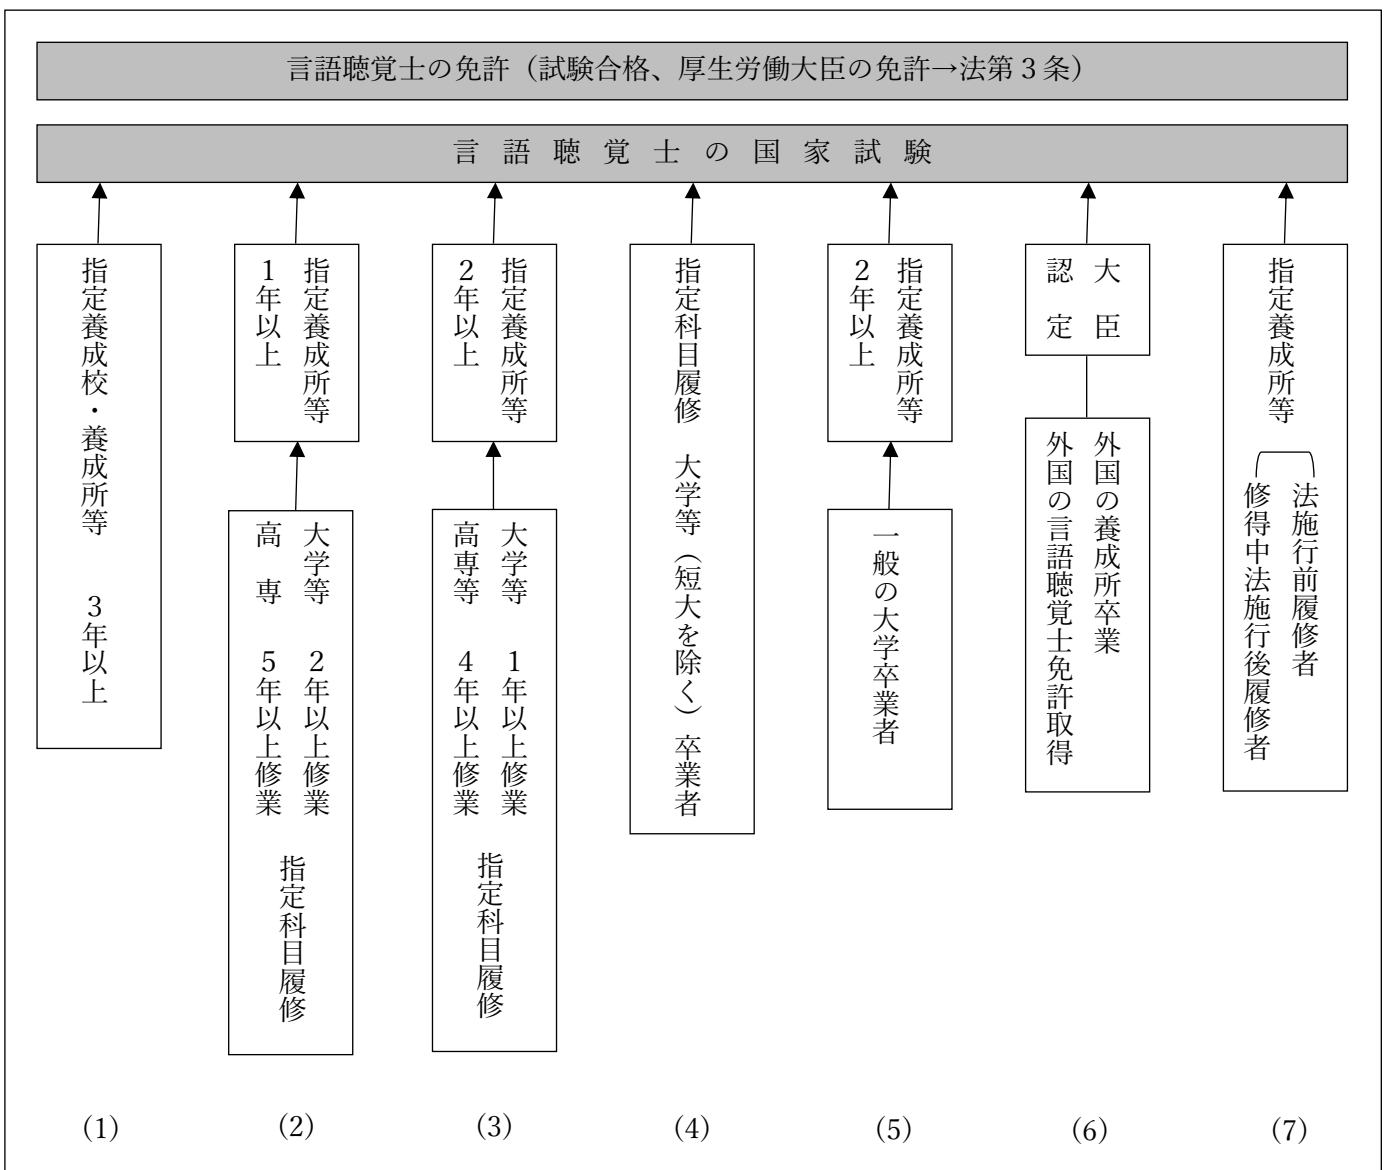 言語聴覚士の免許（試験合格、厚生労働大臣の免許→法第３条）
言語聴覚士の国家試験
指定養成校・養成所等　３年以上
指定養成所等
１年以上
大学等　２年以上修業
高　専　５年以上修業
指定科目履修
指定養成所等
２年以上
大学等　１年以上修業
高専等　４年以上修業
指定科目履修
指定科目履修　大学等（短大を除く）卒業者
指定養成所等
２年以上
一般の大学卒業者
大　臣
認　定
外国の養成所卒業
外国の言語聴覚士免許取得
指定養成所等
法施行前履修者
修得中法施行後履修者
(1)
(2)
(3)
(4)
(5)
(6)
(7)